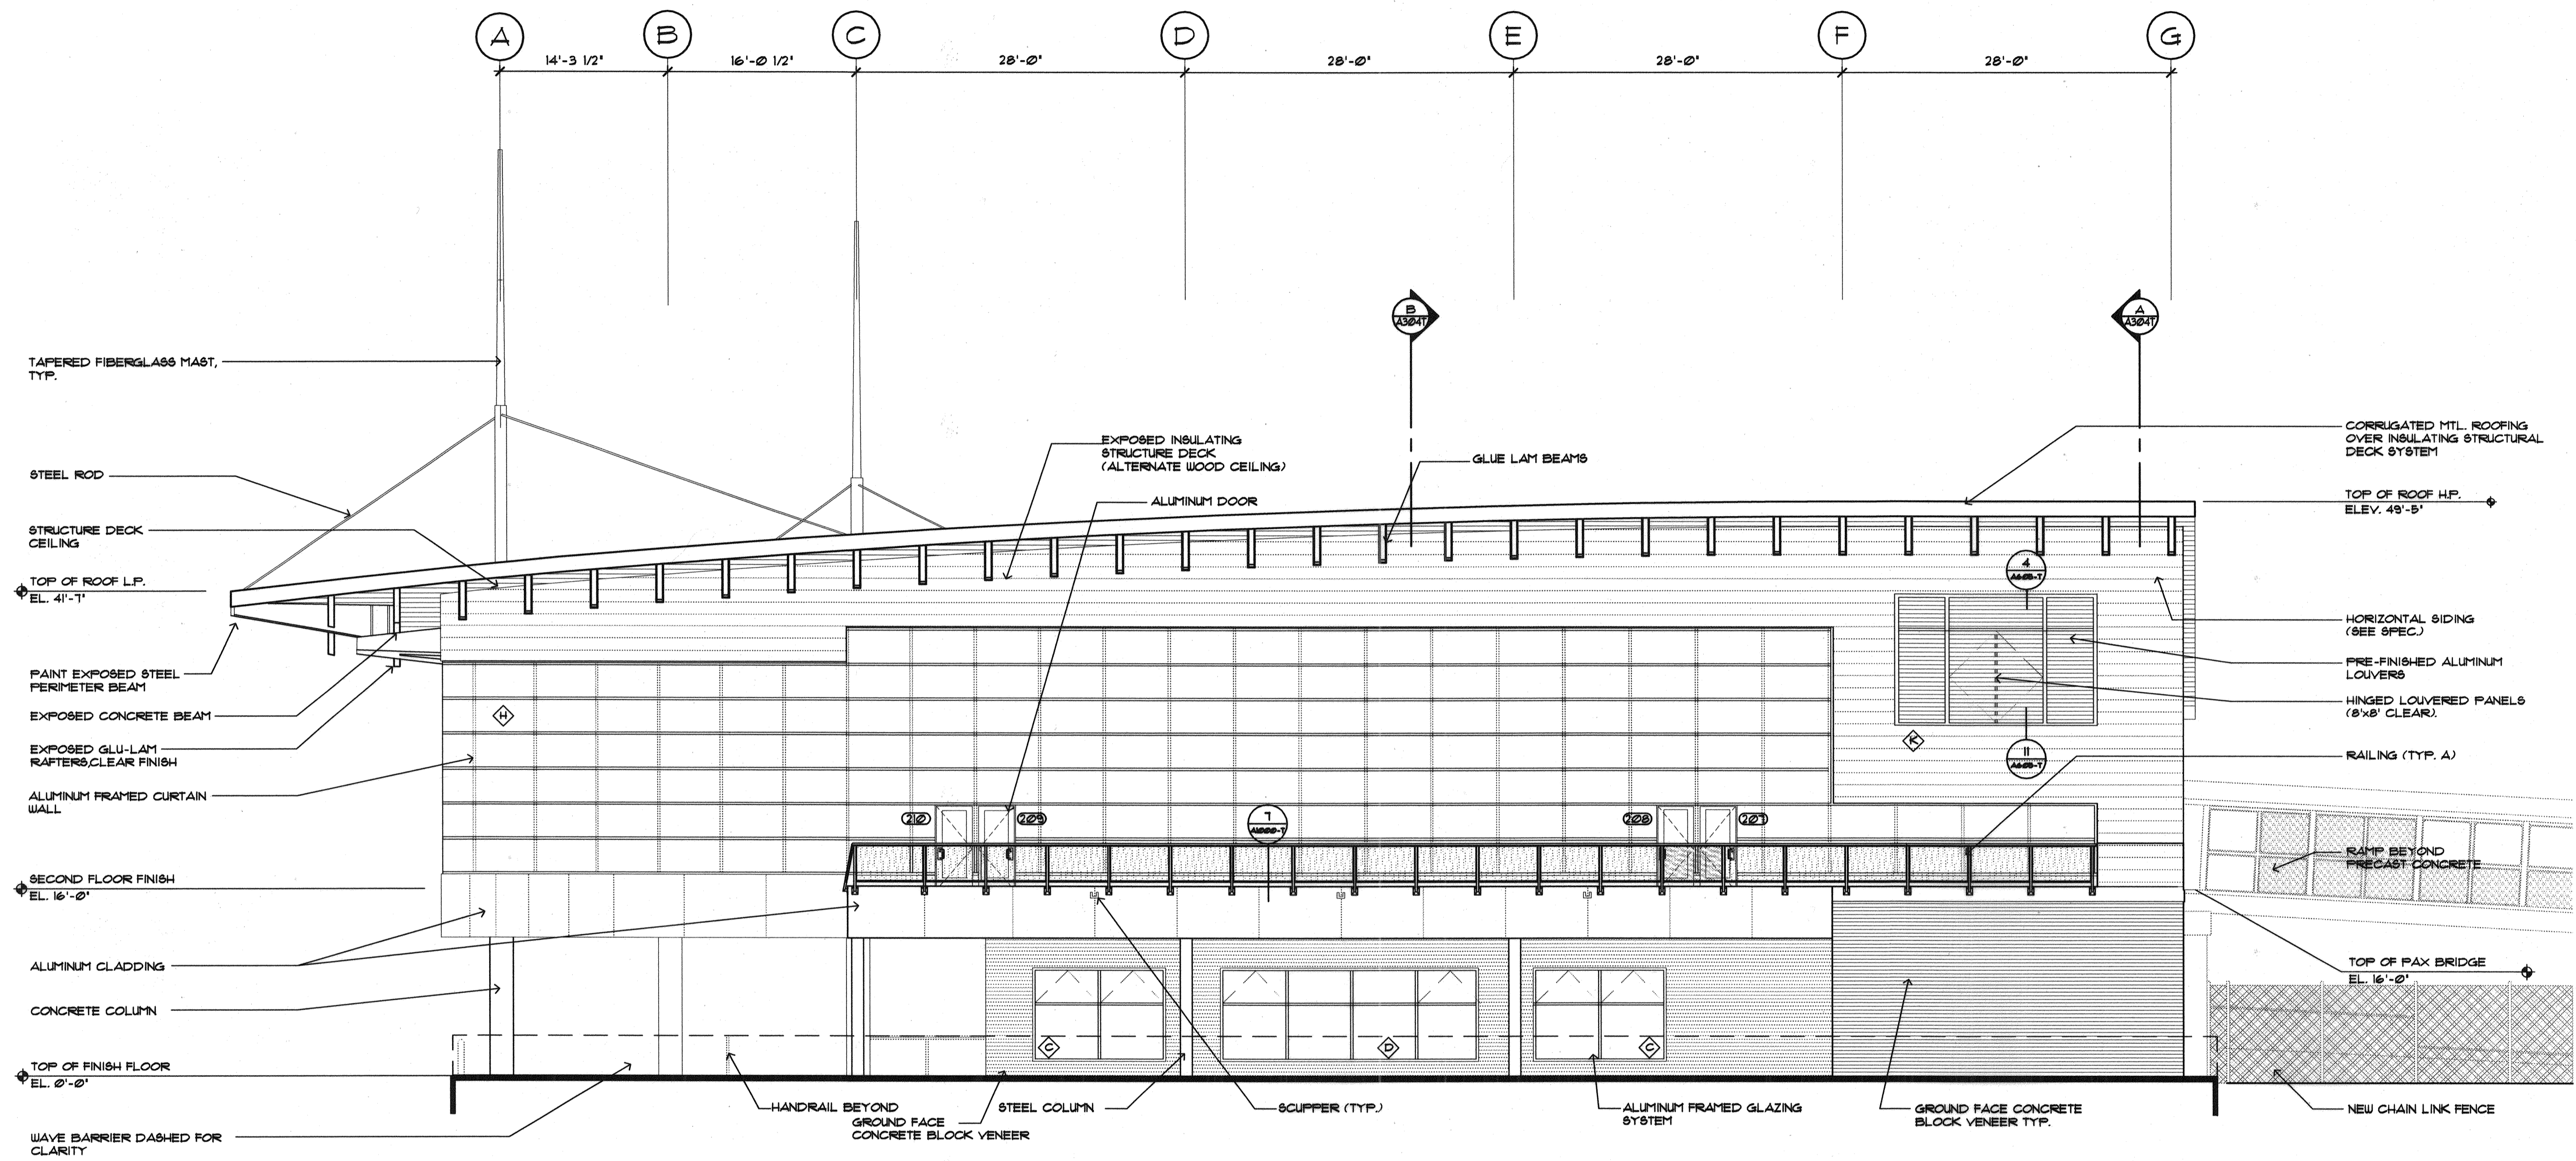 A B C D E F G
14'-3 1/2" 16'-0 1/2" 28'-0" 28'-0" 28'-0" 28'-0"
B
A304T
A
A304T
TAPERED FIBERGLASS MAST,
TYP.
STEEL ROD
STRUCTURE DECK
CEILING
TOP OF ROOF L.P.
EL. 41'-7"
PAINT EXPOSED STEEL
PERIMETER BEAM
EXPOSED CONCRETE BEAM
EXPOSED GLU-LAM
RAFTERS,CLEAR FINISH
ALUMINUM FRAMED CURTAIN
WALL
SECOND FLOOR FINISH
EL. 16'-0"
ALUMINUM CLADDING
CONCRETE COLUMN
TOP OF FINISH FLOOR
EL. 0'-0"
WAVE BARRIER DASHED FOR
CLARITY
EXPOSED INSULATING
STRUCTURE DECK
(ALTERNATE WOOD CEILING)
ALUMINUM DOOR
GLUE LAM BEAMS
H
210
209
7
A1000-T
208
207
4
11
K
C
D
C
HANDRAIL BEYOND
GROUND FACE
CONCRETE BLOCK VENEER
STEEL COLUMN
SCUPPER (TYP.)
ALUMINUM FRAMED GLAZING
SYSTEM
GROUND FACE CONCRETE
BLOCK VENEER TYP.
CORRUGATED MTL. ROOFING
OVER INSULATING STRUCTURAL
DECK SYSTEM
TOP OF ROOF H.P.
ELEV. 49'-5"
HORIZONTAL SIDING
(SEE SPEC.)
PRE-FINISHED ALUMINUM
LOUVERS
HINGED LOUVERED PANELS
(8'x8' CLEAR).
RAILING (TYP. A)
RAMP BEYOND
PRECAST CONCRETE
TOP OF PAX BRIDGE
EL. 16'-0"
NEW CHAIN LINK FENCE